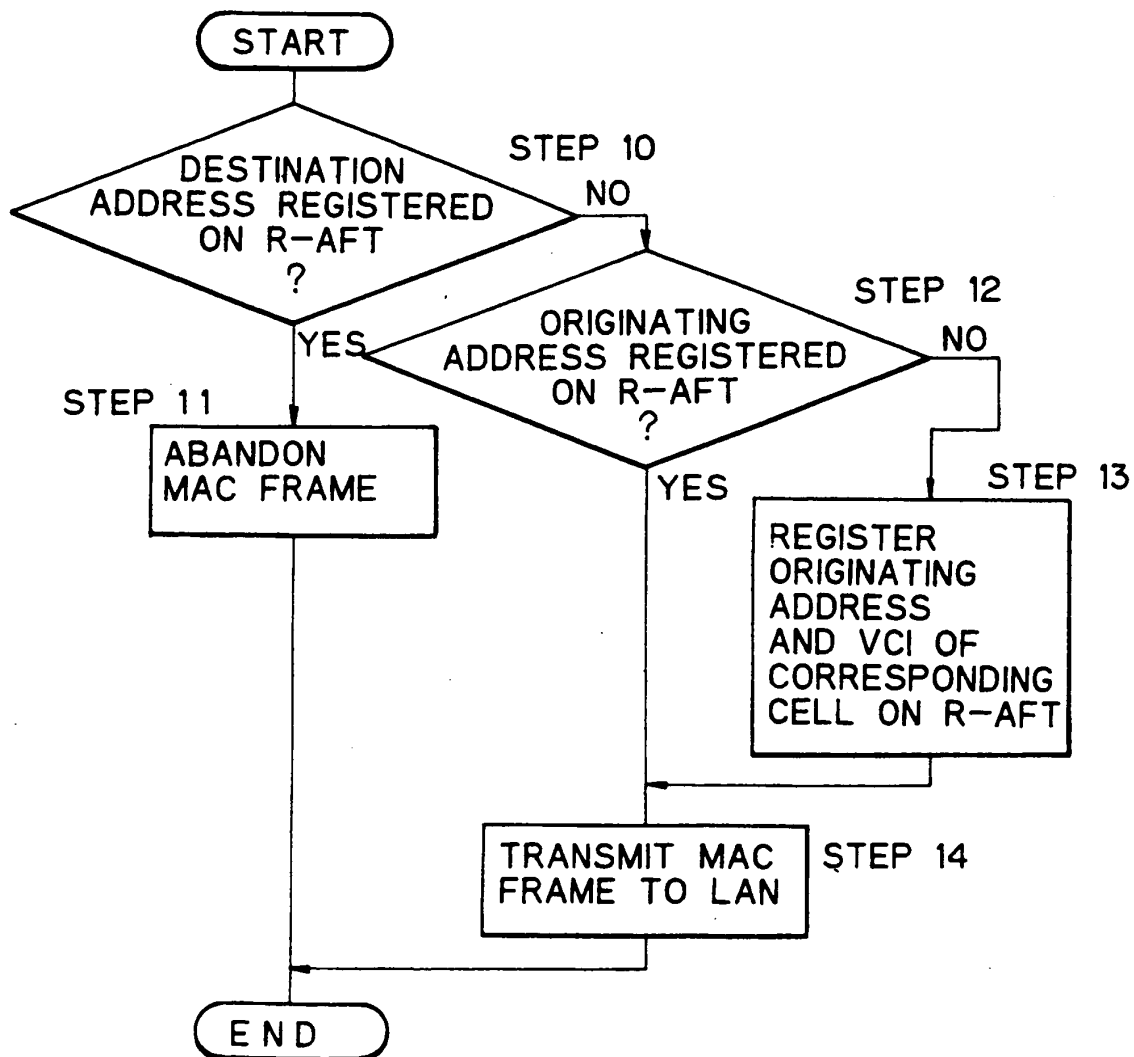 START
STEP 10
DESTINATION
ADDRESS REGISTERED
ON R-AFT
?
NO
YES
STEP 11
ABANDON
MAC FRAME
STEP 12
ORIGINATING
ADDRESS REGISTERED
ON R-AFT
?
NO
YES
STEP 13
REGISTER
ORIGINATING
ADDRESS
AND VCI OF
CORRESPONDING
CELL ON R-AFT
TRANSMIT MAC
FRAME TO LAN
STEP 14
END